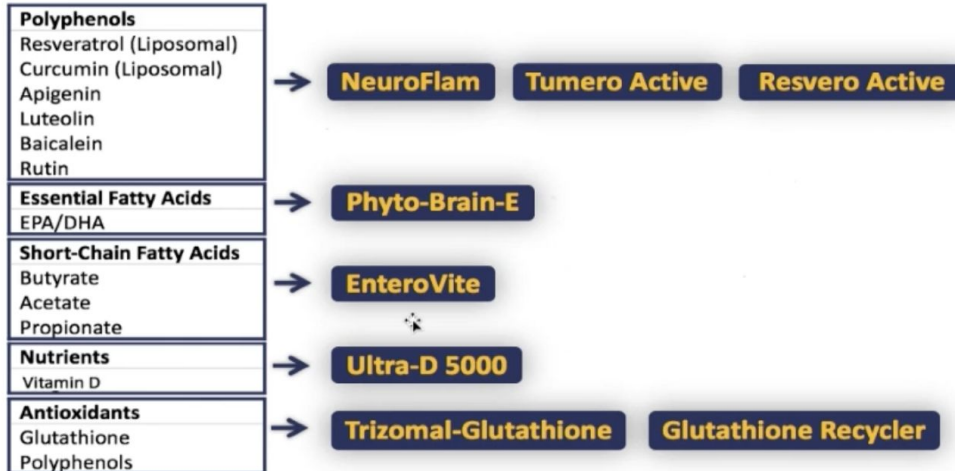 Polyphenols
Resveratrol (Liposomal)
Curcumin (Liposomal)
Apigenin
Luteolin
Baicalein
Rutin
NeuroFlam Tumero Active Resvero Active
Essential Fatty Acids
EPA/DHA
Phyto-Brain-E
Short-Chain Fatty Acids
Butyrate
Acetate
Propionate
EnteroVite
Nutrients
Vitamin D
Ultra-D 5000
Antioxidants
Glutathione
Polyphenols
Trizomal-Glutathione Glutathione Recycler